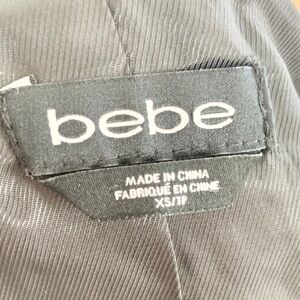 bebe
MADE IN CHINA
FABRIQUÉ EN CHINE
XS/TP